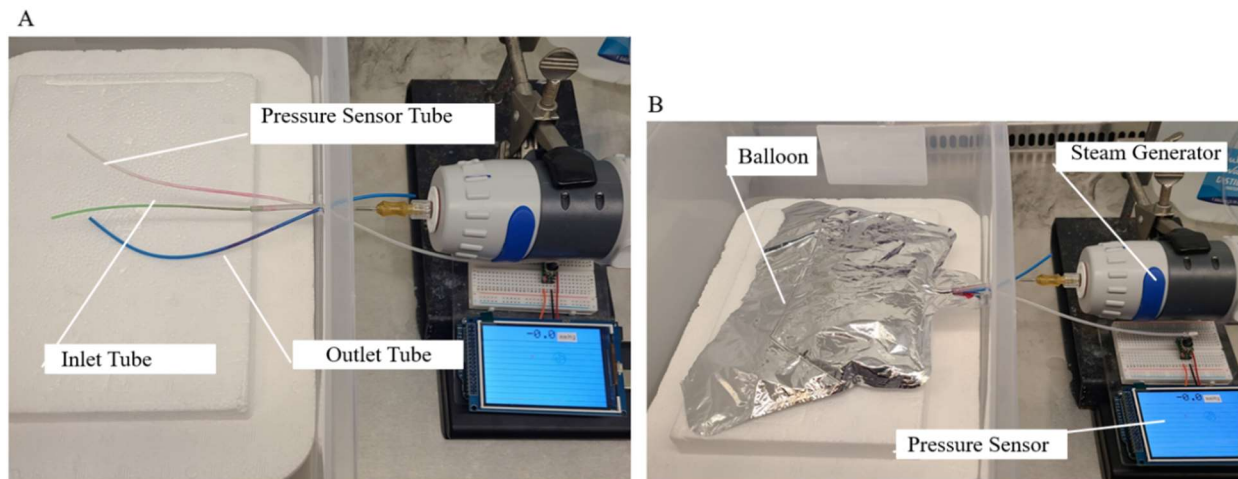 A
Pressure Sensor Tube
Inlet Tube
Outlet Tube
-0.0
B
Balloon
Steam Generator
Pressure Sensor
-0.0